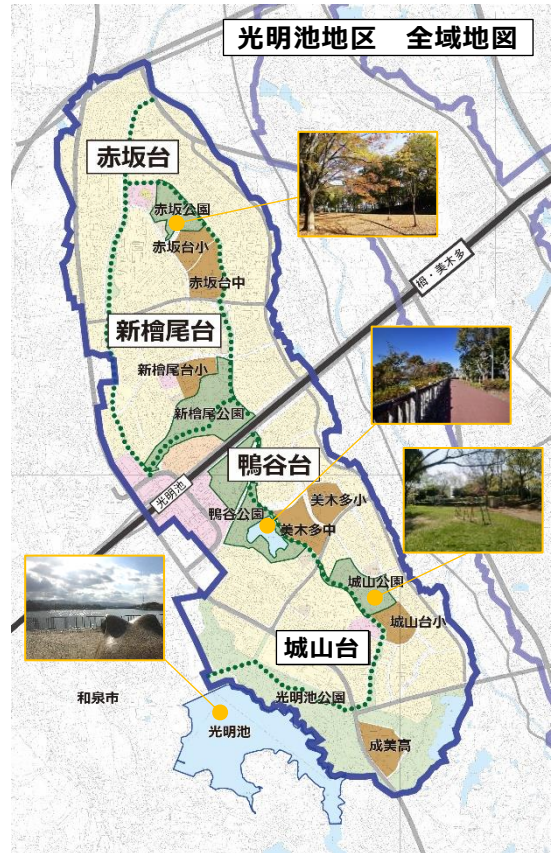 光明池地区　全域地図
赤坂台
赤坂公園
赤坂台小
赤坂台中
栂・美木多
新檜尾台
新檜尾台小
新檜尾公園
鴨谷台
光明池
美木多小
鴨谷公園
美木多中
城山公園
城山台小
城山台
光明池公園
和泉市
光明池
成美高